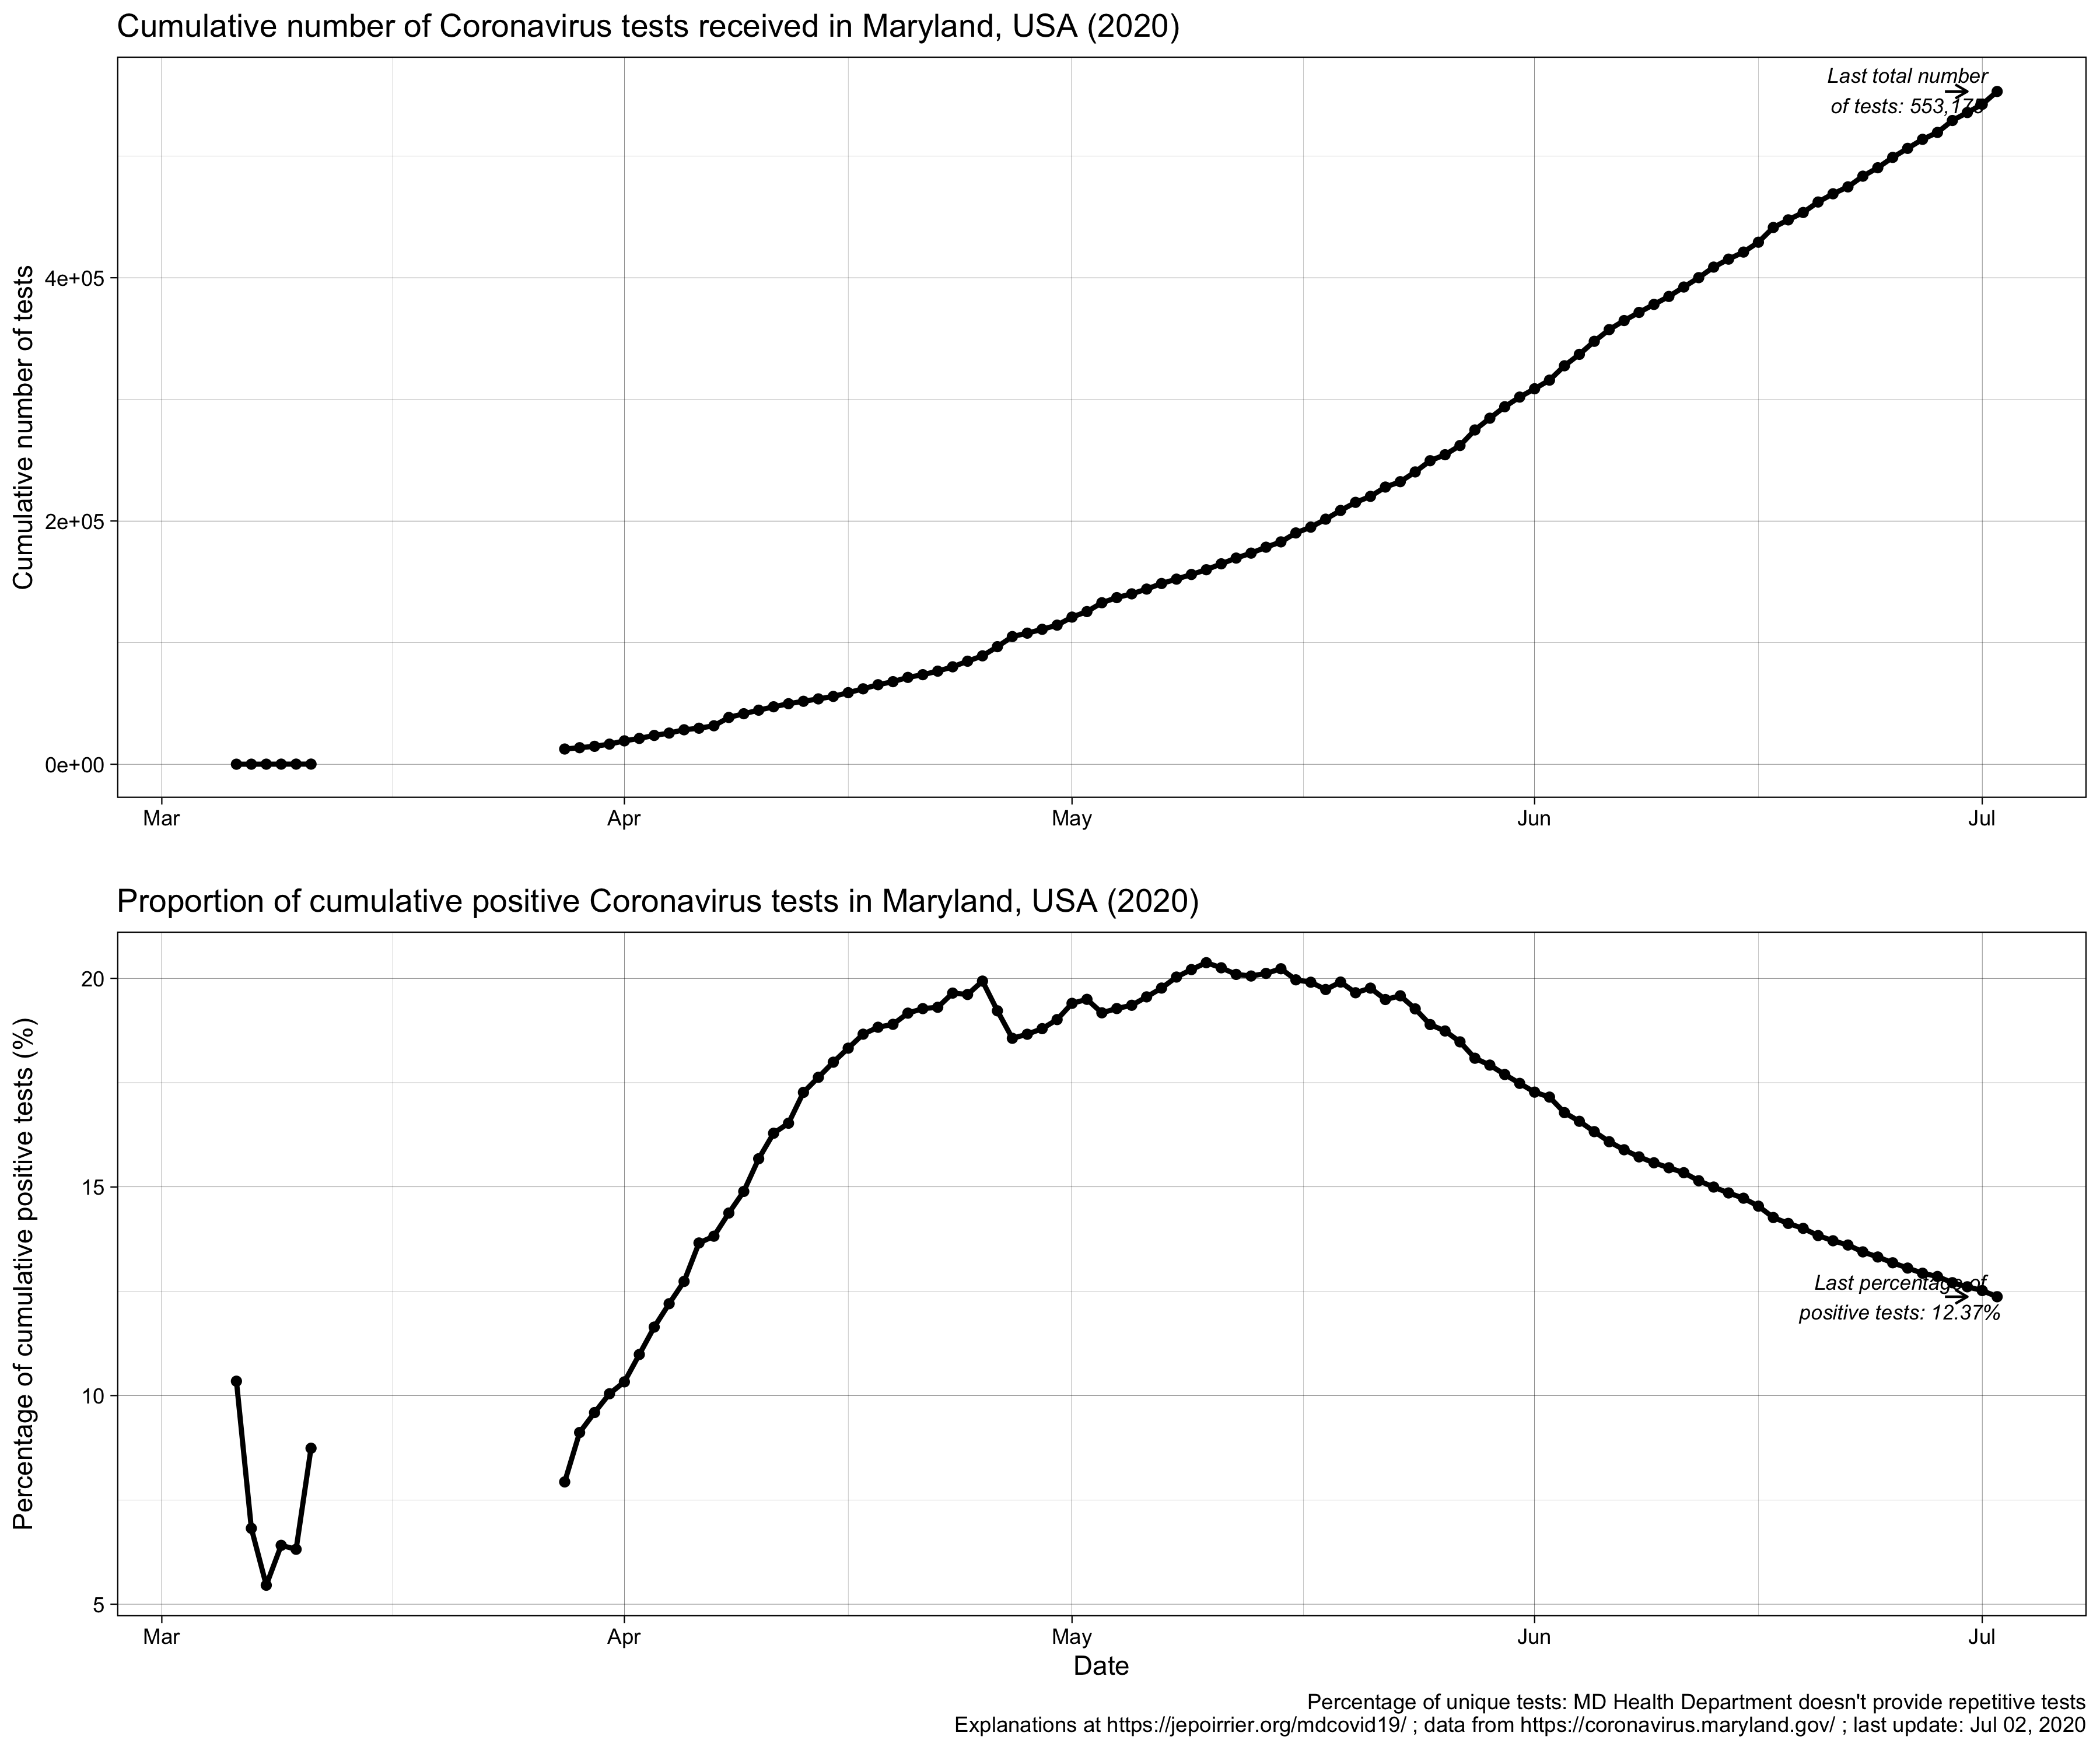 Cumulative number of Coronavirus tests received in Maryland, USA (2020)
Cumulative number of tests
4e+05
2e+05
0e+00
Last total number
of tests:
Mar Apr May Jun Jul
Proportion of cumulative positive Coronavirus tests in Maryland, USA (2020)
Percentage of cumulative positive tests (%)
20
15
10
5
Last percentage of
positive tests: 12.37%
Mar Apr May Jun Jul
Date
Percentage of unique tests: MD Health Department doesn't provide repetitive tests
Explanations at https://jepoirrier.org/mdcovid19/ ; data from https://coronavirus.maryland.gov/ ; last update: Jul 02, 2020